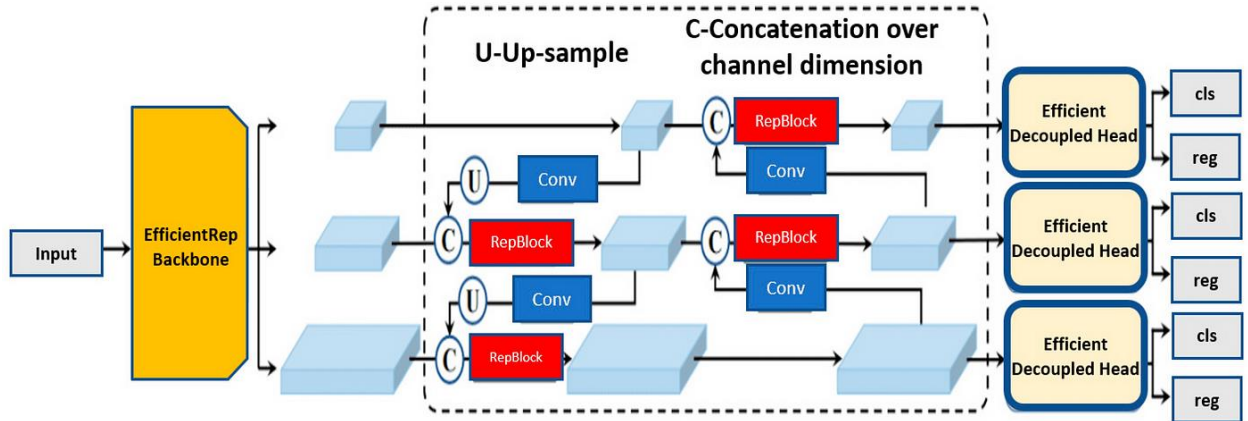 U-Up-sample
C-Concatenation over
channel dimension
Input
EfficientRep
Backbone
C
RepBlock
Efficient
Decoupled Head
cls
reg
U
Conv
Conv
C
RepBlock
C
RepBlock
Efficient
Decoupled Head
cls
reg
U
Conv
Conv
C
RepBlock
Efficient
Decoupled Head
cls
reg